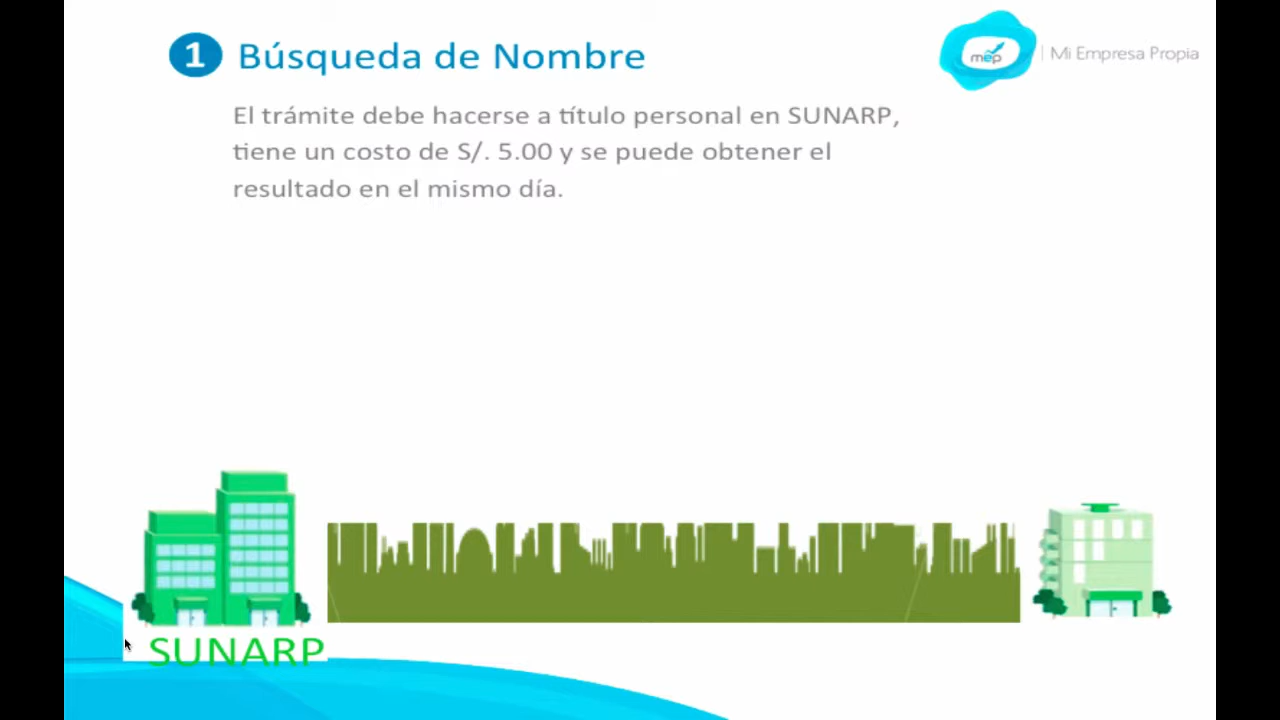 1 Búsqueda de Nombre
mep | Mi Empresa Propia
El trámite debe hacerse a título personal en SUNARP,
tiene un costo de S/. 5.00 y se puede obtener el
resultado en el mismo día.
SUNARP